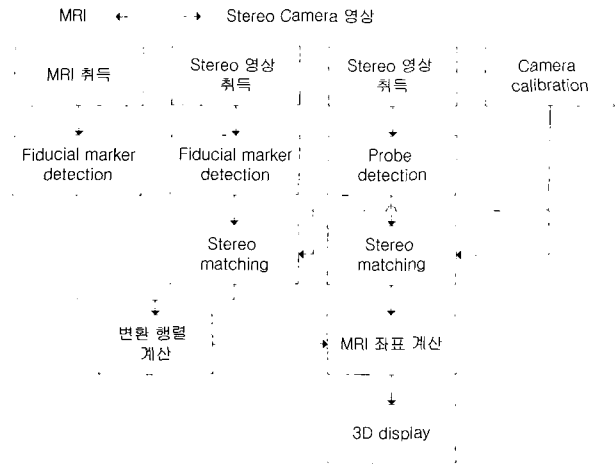 MRI
Stereo Camera 영상
MRI 취득
Stereo 영상
취득
Stereo 영상
취득
Camera
calibration
Fiducial marker
detection
Fiducial marker
detection
Probe
detection
Stereo
matching
Stereo
matching
변환 행렬
계산
MRI 좌표 계산
3D display